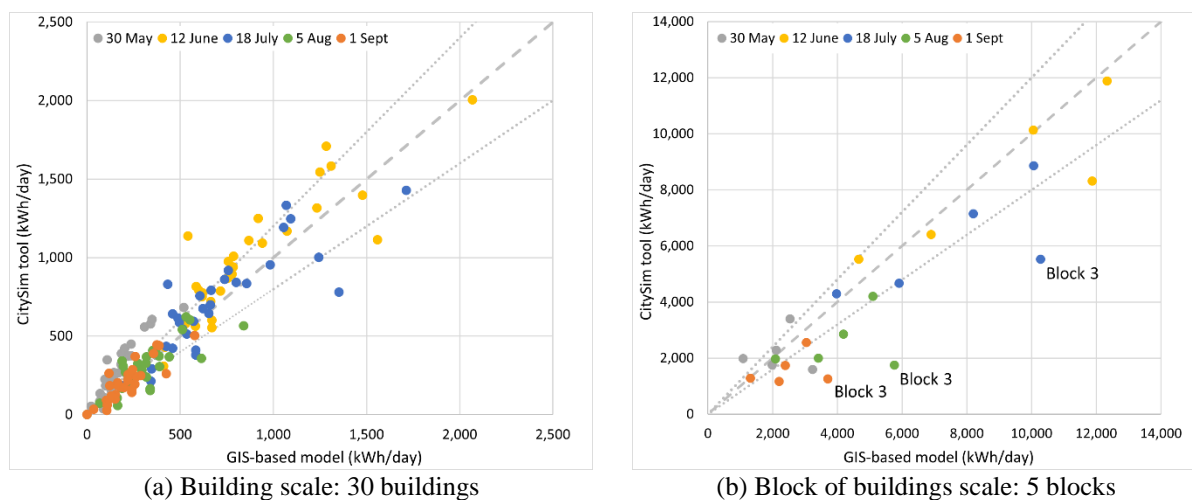 2,500
2,000
1,500
1,000
500
0
0 500 1,000 1,500 2,000 2,500
CitySim tool (kWh/day)
GIS-based model (kWh/day)
30 May 12 June 18 July 5 Aug 1 Sept
(a) Building scale: 30 buildings
14,000
12,000
10,000
8,000
6,000
4,000
2,000
0
0 2,000 4,000 6,000 8,000 10,000 12,000 14,000
CitySim tool (kWh/day)
GIS-based model (kWh/day)
30 May 12 June 18 July 5 Aug 1 Sept
Block 3
Block 3
Block 3
(b) Block of buildings scale: 5 blocks